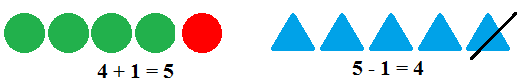 4 + 1 = 5
5 - 1 = 4